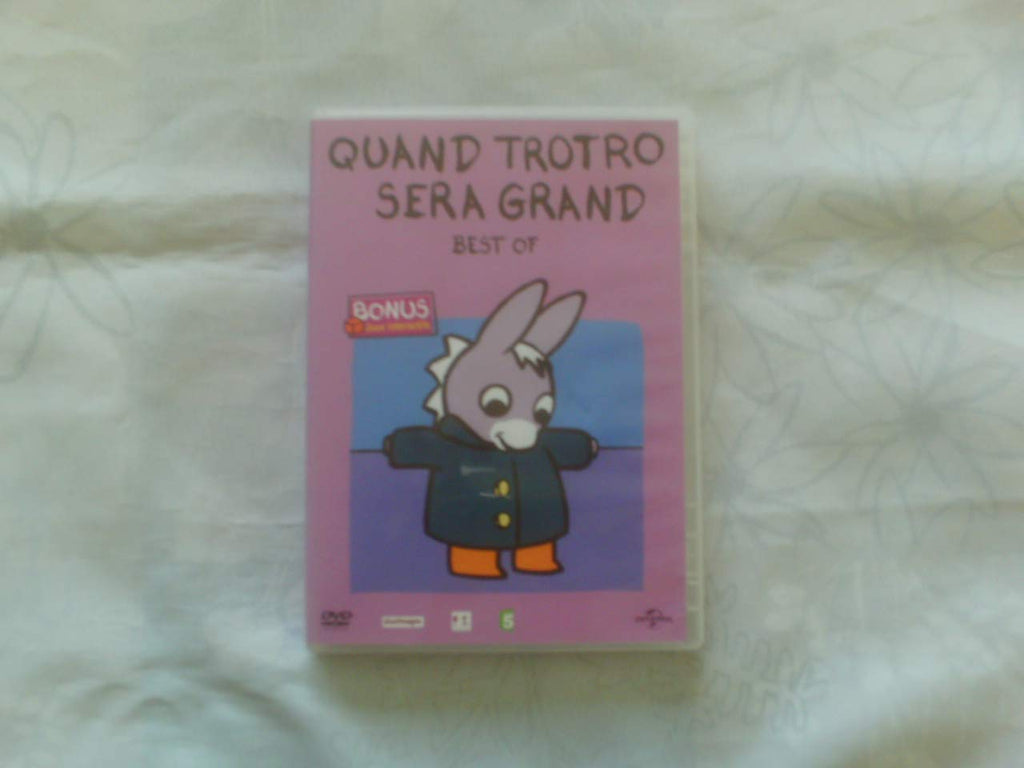 QUAND TROTRO
SERA GRAND
BEST OF
BONUS
DVD
5